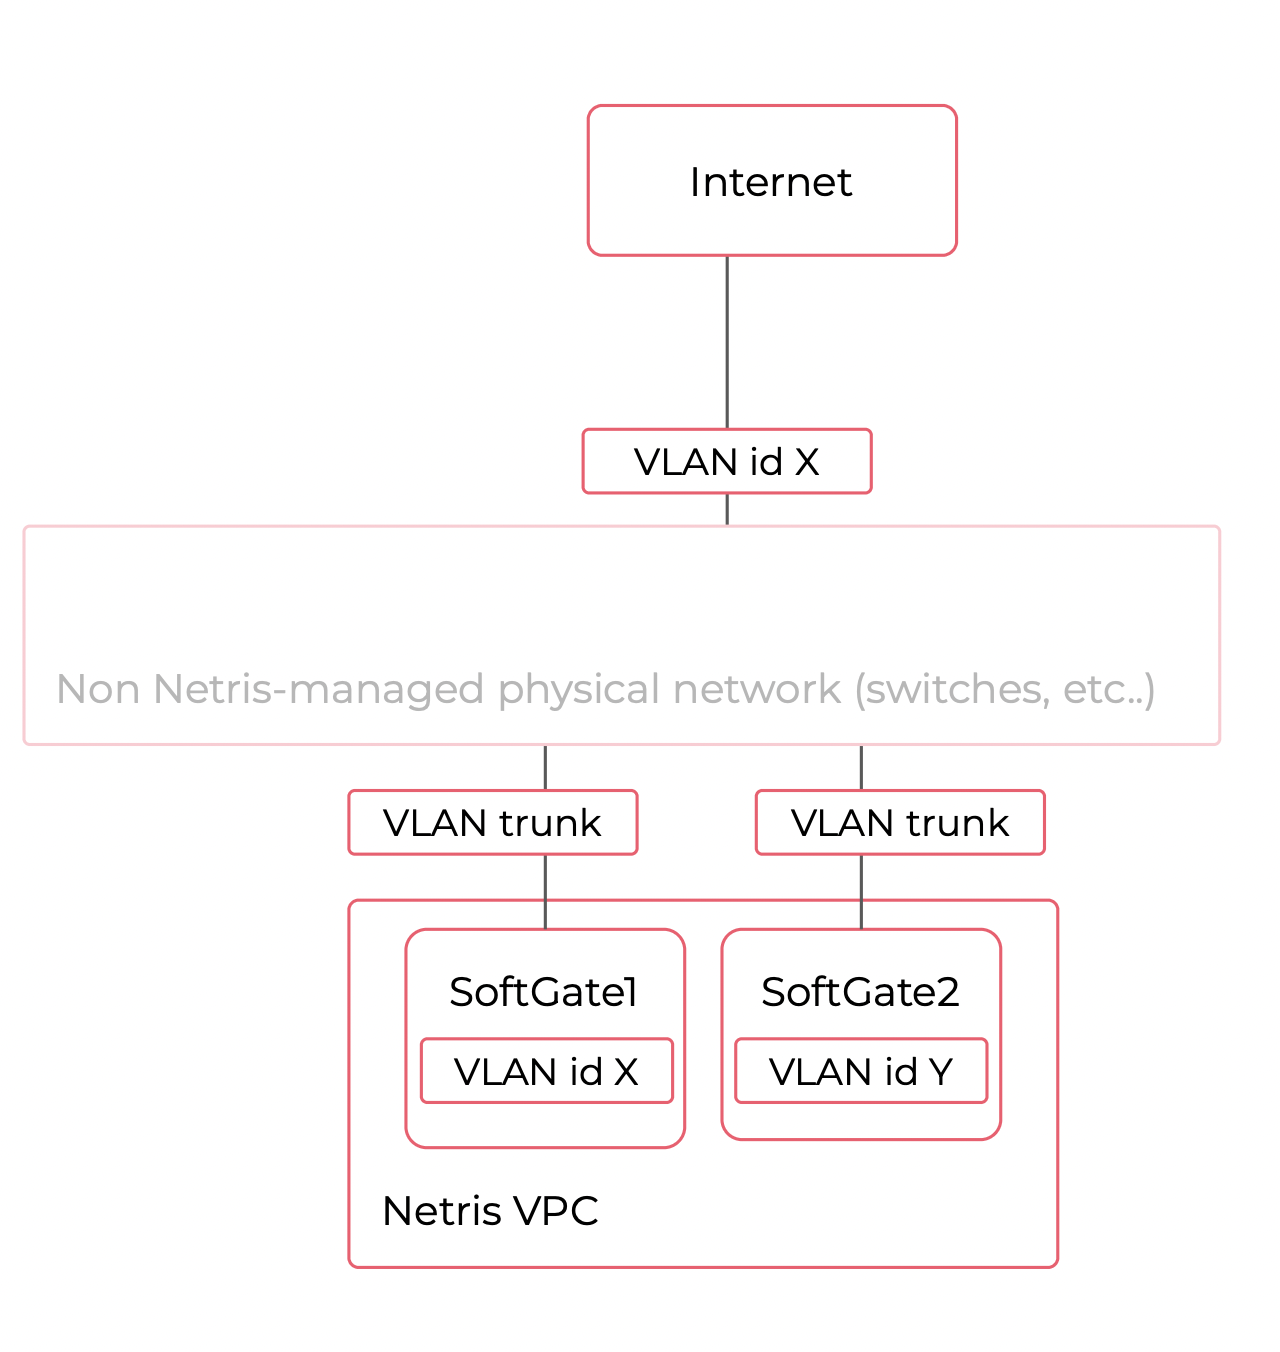 Internet
VLAN id X
Non Netris-managed physical network (switches, etc..)
VLAN trunk
VLAN trunk
SoftGate1
SoftGate2
VLAN id X
VLAN id Y
Netris VPC